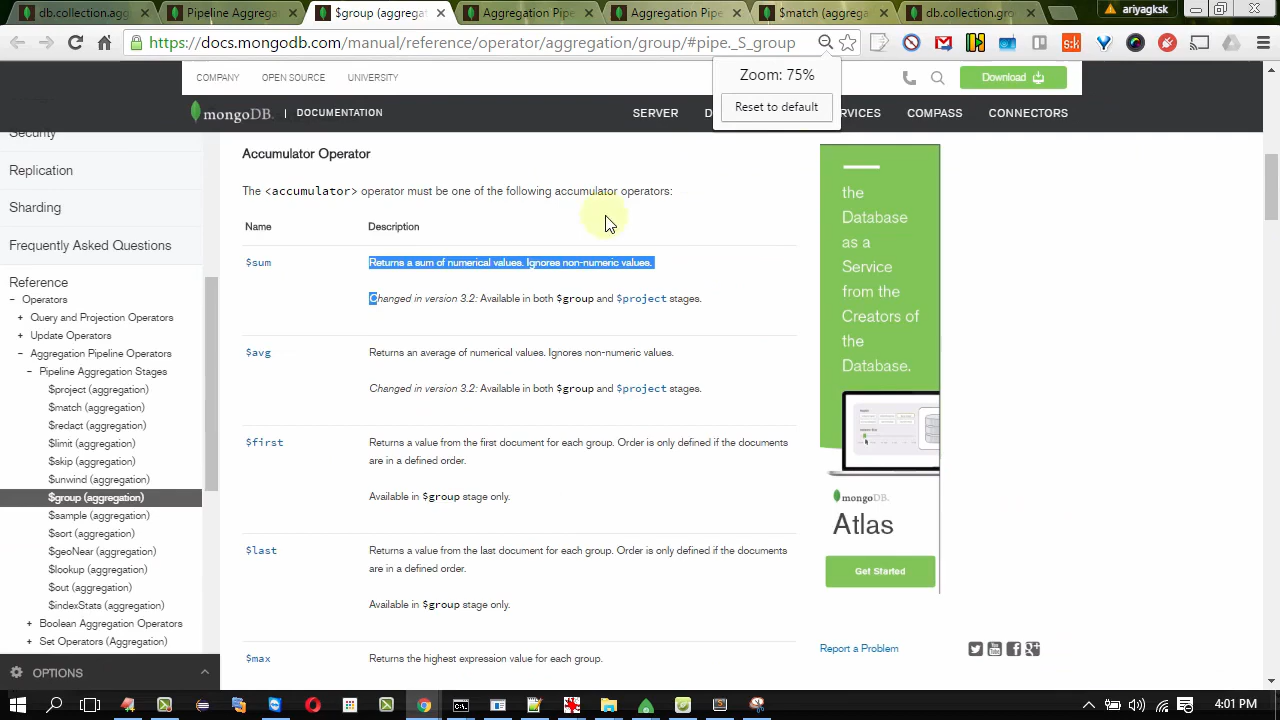 db.collection.agg
Pipeline Aggrega
$group (aggregat
Aggregation Pipe
Aggregation Pipe
$match (aggregat
db.collection.gro
ariyagksk
https://docs.mongodb.com/manual/reference/operator/aggregation/group/#pipe._S_group
Zoom: 75%
Reset to default
COMPANY
OPEN SOURCE
UNIVERSITY
Download
mongoDB.
DOCUMENTATION
SERVER
D
RVICES
COMPASS
CONNECTORS
Security
Replication
Sharding
Frequently Asked Questions
Reference
− Operators
+ Query and Projection Operators
+ Update Operators
− Aggregation Pipeline Operators
− Pipeline Aggregation Stages
$project (aggregation)
$match (aggregation)
$redact (aggregation)
$limit (aggregation)
$skip (aggregation)
$unwind (aggregation)
$group (aggregation)
$sample (aggregation)
$sort (aggregation)
$geoNear (aggregation)
$lookup (aggregation)
$out (aggregation)
$indexStats (aggregation)
+ Boolean Aggregation Operators
+ Set Operators (Aggregation)
OPTIONS
Accumulator Operator
The <accumulator> operator must be one of the following accumulator operators:
Name Description
$sum Returns a sum of numerical values. Ignores non-numeric values.
Changed in version 3.2: Available in both $group and $project stages.
$avg Returns an average of numerical values. Ignores non-numeric values.
Changed in version 3.2: Available in both $group and $project stages.
$first Returns a value from the first document for each group. Order is only defined if the documents
are in a defined order.
Available in $group stage only.
$last Returns a value from the last document for each group. Order is only defined if the documents
are in a defined order.
Available in $group stage only.
$max Returns the highest expression value for each group.
the
Database
as a
Service
from the
Creators of
the
Database.
mongoDB.
Atlas
Get Started
Report a Problem
4:01 PM